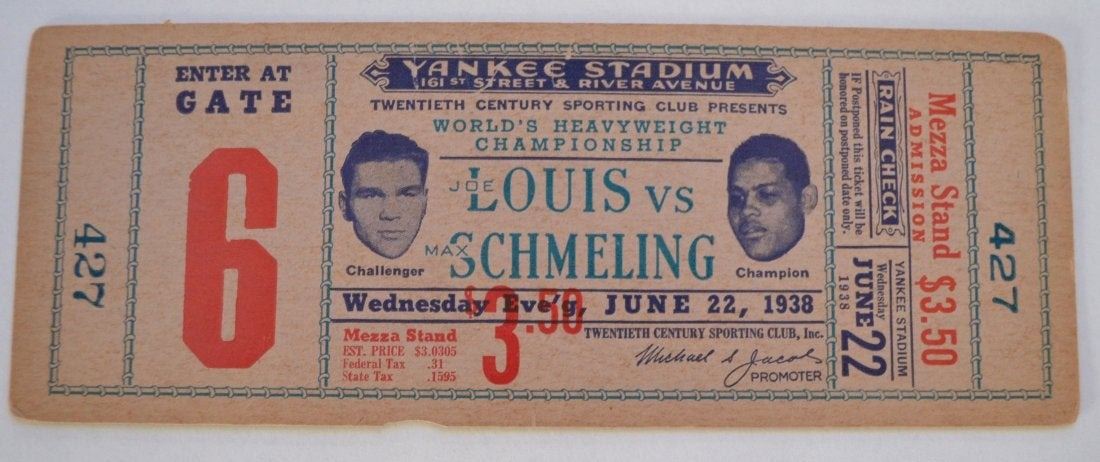 427
ENTER AT
GATE
6
YANKEE STADIUM
161ST STREET & RIVER AVENUE
TWENTIETH CENTURY SPORTING CLUB PRESENTS
WORLD'S HEAVYWEIGHT
CHAMPIONSHIP
JOE LOUIS VS
MAX SCHMELING
Challenger
Champion
Wednesday Eve'g, JUNE 22, 1938
$3.50
Mezza Stand
EST. PRICE $3.0305
Federal Tax .31
State Tax .1595
TWENTIETH CENTURY SPORTING CLUB, Inc.
Michael S Jacobs
PROMOTER
IF Postponed this ticket will be
honored on postponed date only.
RAIN CHECK
YANKEE STADIUM
Wednesday
JUNE 22
1938
Mezza Stand $3.50
ADMISSION
427